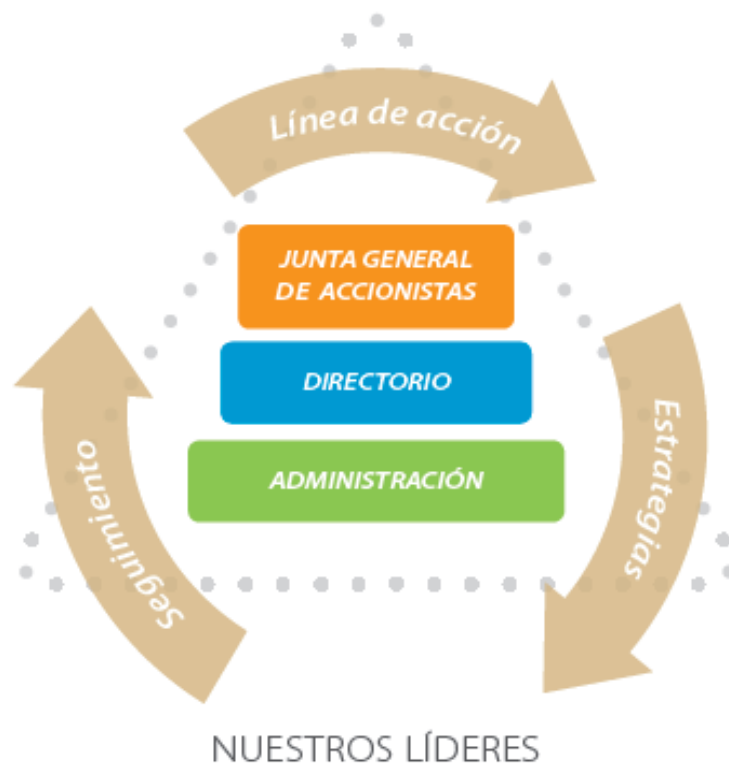 Línea de acción
JUNTA GENERAL
DE ACCIONISTAS
DIRECTORIO
ADMINISTRACIÓN
Estrategias
Seguimiento
NUESTROS LÍDERES